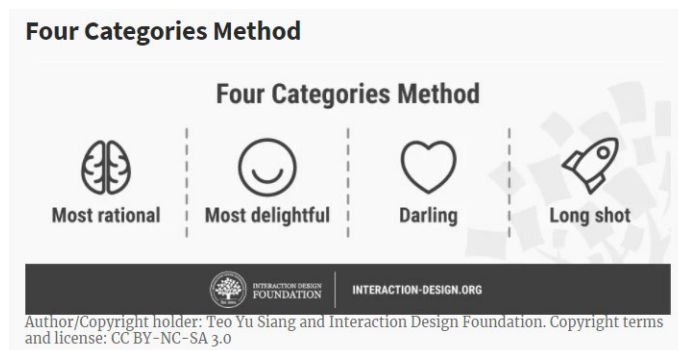 Four Categories Method
Four Categories Method
Most rational
Most delightful
Darling
Long shot
INTERACTION DESIGN
FOUNDATION
INTERACTION-DESIGN.ORG
Author/Copyright holder: Teo Yu Siang and Interaction Design Foundation. Copyright terms
and license: CC BY-NC-SA 3.0